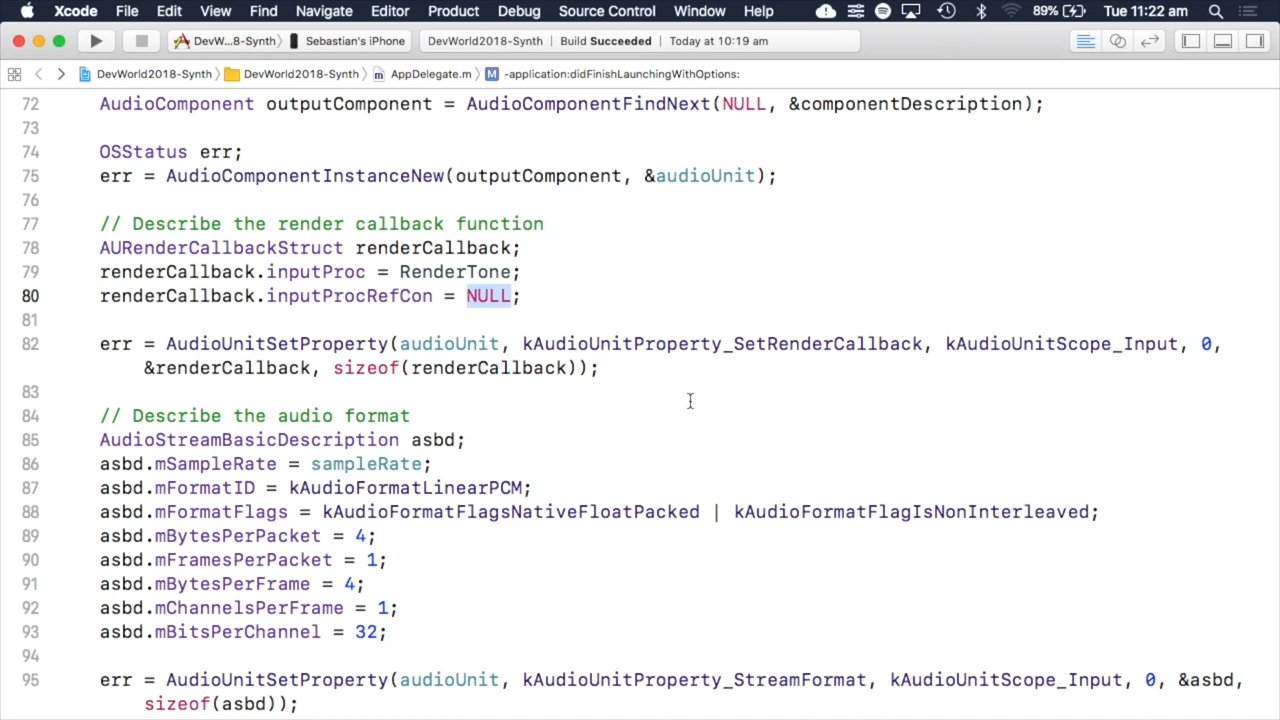 Xcode File Edit View Find Navigate Editor Product Debug Source Control Window Help 89% Tue 11:22 am
DevW...8-Synth Sebastian's iPhone DevWorld2018-Synth Build Succeeded Today at 10:19 am
DevWorld2018-Synth DevWorld2018-Synth m AppDelegate.m M -application:didFinishLaunchingWithOptions:
72 AudioComponent outputComponent = AudioComponentFindNext(NULL, &componentDescription);
73
74 OSStatus err;
75 err = AudioComponentInstanceNew(outputComponent, &audioUnit);
76
77 // Describe the render callback function
78 AURenderCallbackStruct renderCallback;
79 renderCallback.inputProc = RenderTone;
80 renderCallback.inputProcRefCon = NULL;
81
82 err = AudioUnitSetProperty(audioUnit, kAudioUnitProperty_SetRenderCallback, kAudioUnitScope_Input, 0,
&renderCallback, sizeof(renderCallback));
83
84 // Describe the audio format
85 AudioStreamBasicDescription asbd;
86 asbd.mSampleRate = sampleRate;
87 asbd.mFormatID = kAudioFormatLinearPCM;
88 asbd.mFormatFlags = kAudioFormatFlagsNativeFloatPacked | kAudioFormatFlagIsNonInterleaved;
89 asbd.mBytesPerPacket = 4;
90 asbd.mFramesPerPacket = 1;
91 asbd.mBytesPerFrame = 4;
92 asbd.mChannelsPerFrame = 1;
93 asbd.mBitsPerChannel = 32;
94
95 err = AudioUnitSetProperty(audioUnit, kAudioUnitProperty_StreamFormat, kAudioUnitScope_Input, 0, &asbd,
sizeof(asbd));